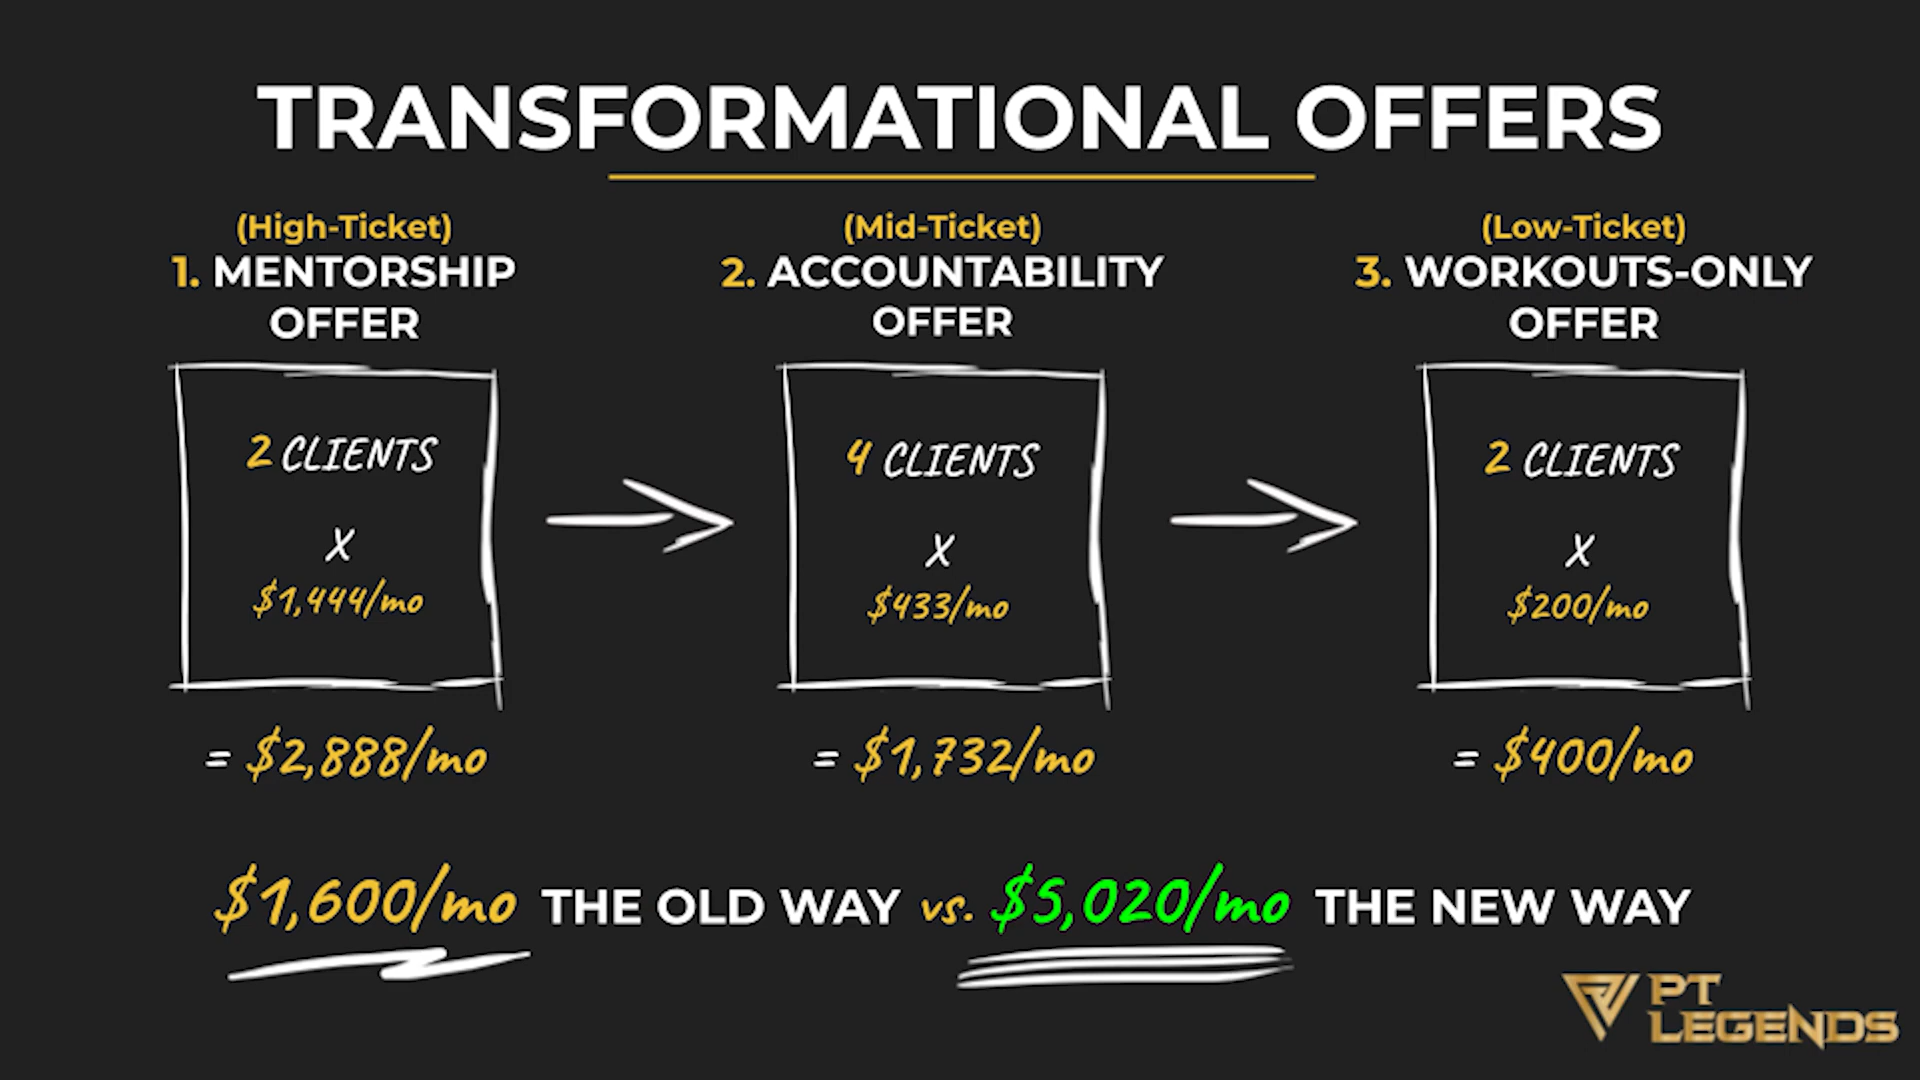 TRANSFORMATIONAL OFFERS
(High-Ticket)
1. MENTORSHIP
OFFER
2 CLIENTS
X
$1,444/mo
= $2,888/mo
(Mid-Ticket)
2. ACCOUNTABILITY
OFFER
4 CLIENTS
X
$433/mo
= $1,732/mo
(Low-Ticket)
3. WORKOUTS-ONLY
OFFER
2 CLIENTS
X
$200/mo
= $400/mo
$1,600/mo THE OLD WAY vs. $5,020/mo THE NEW WAY
PT
LEGENDS